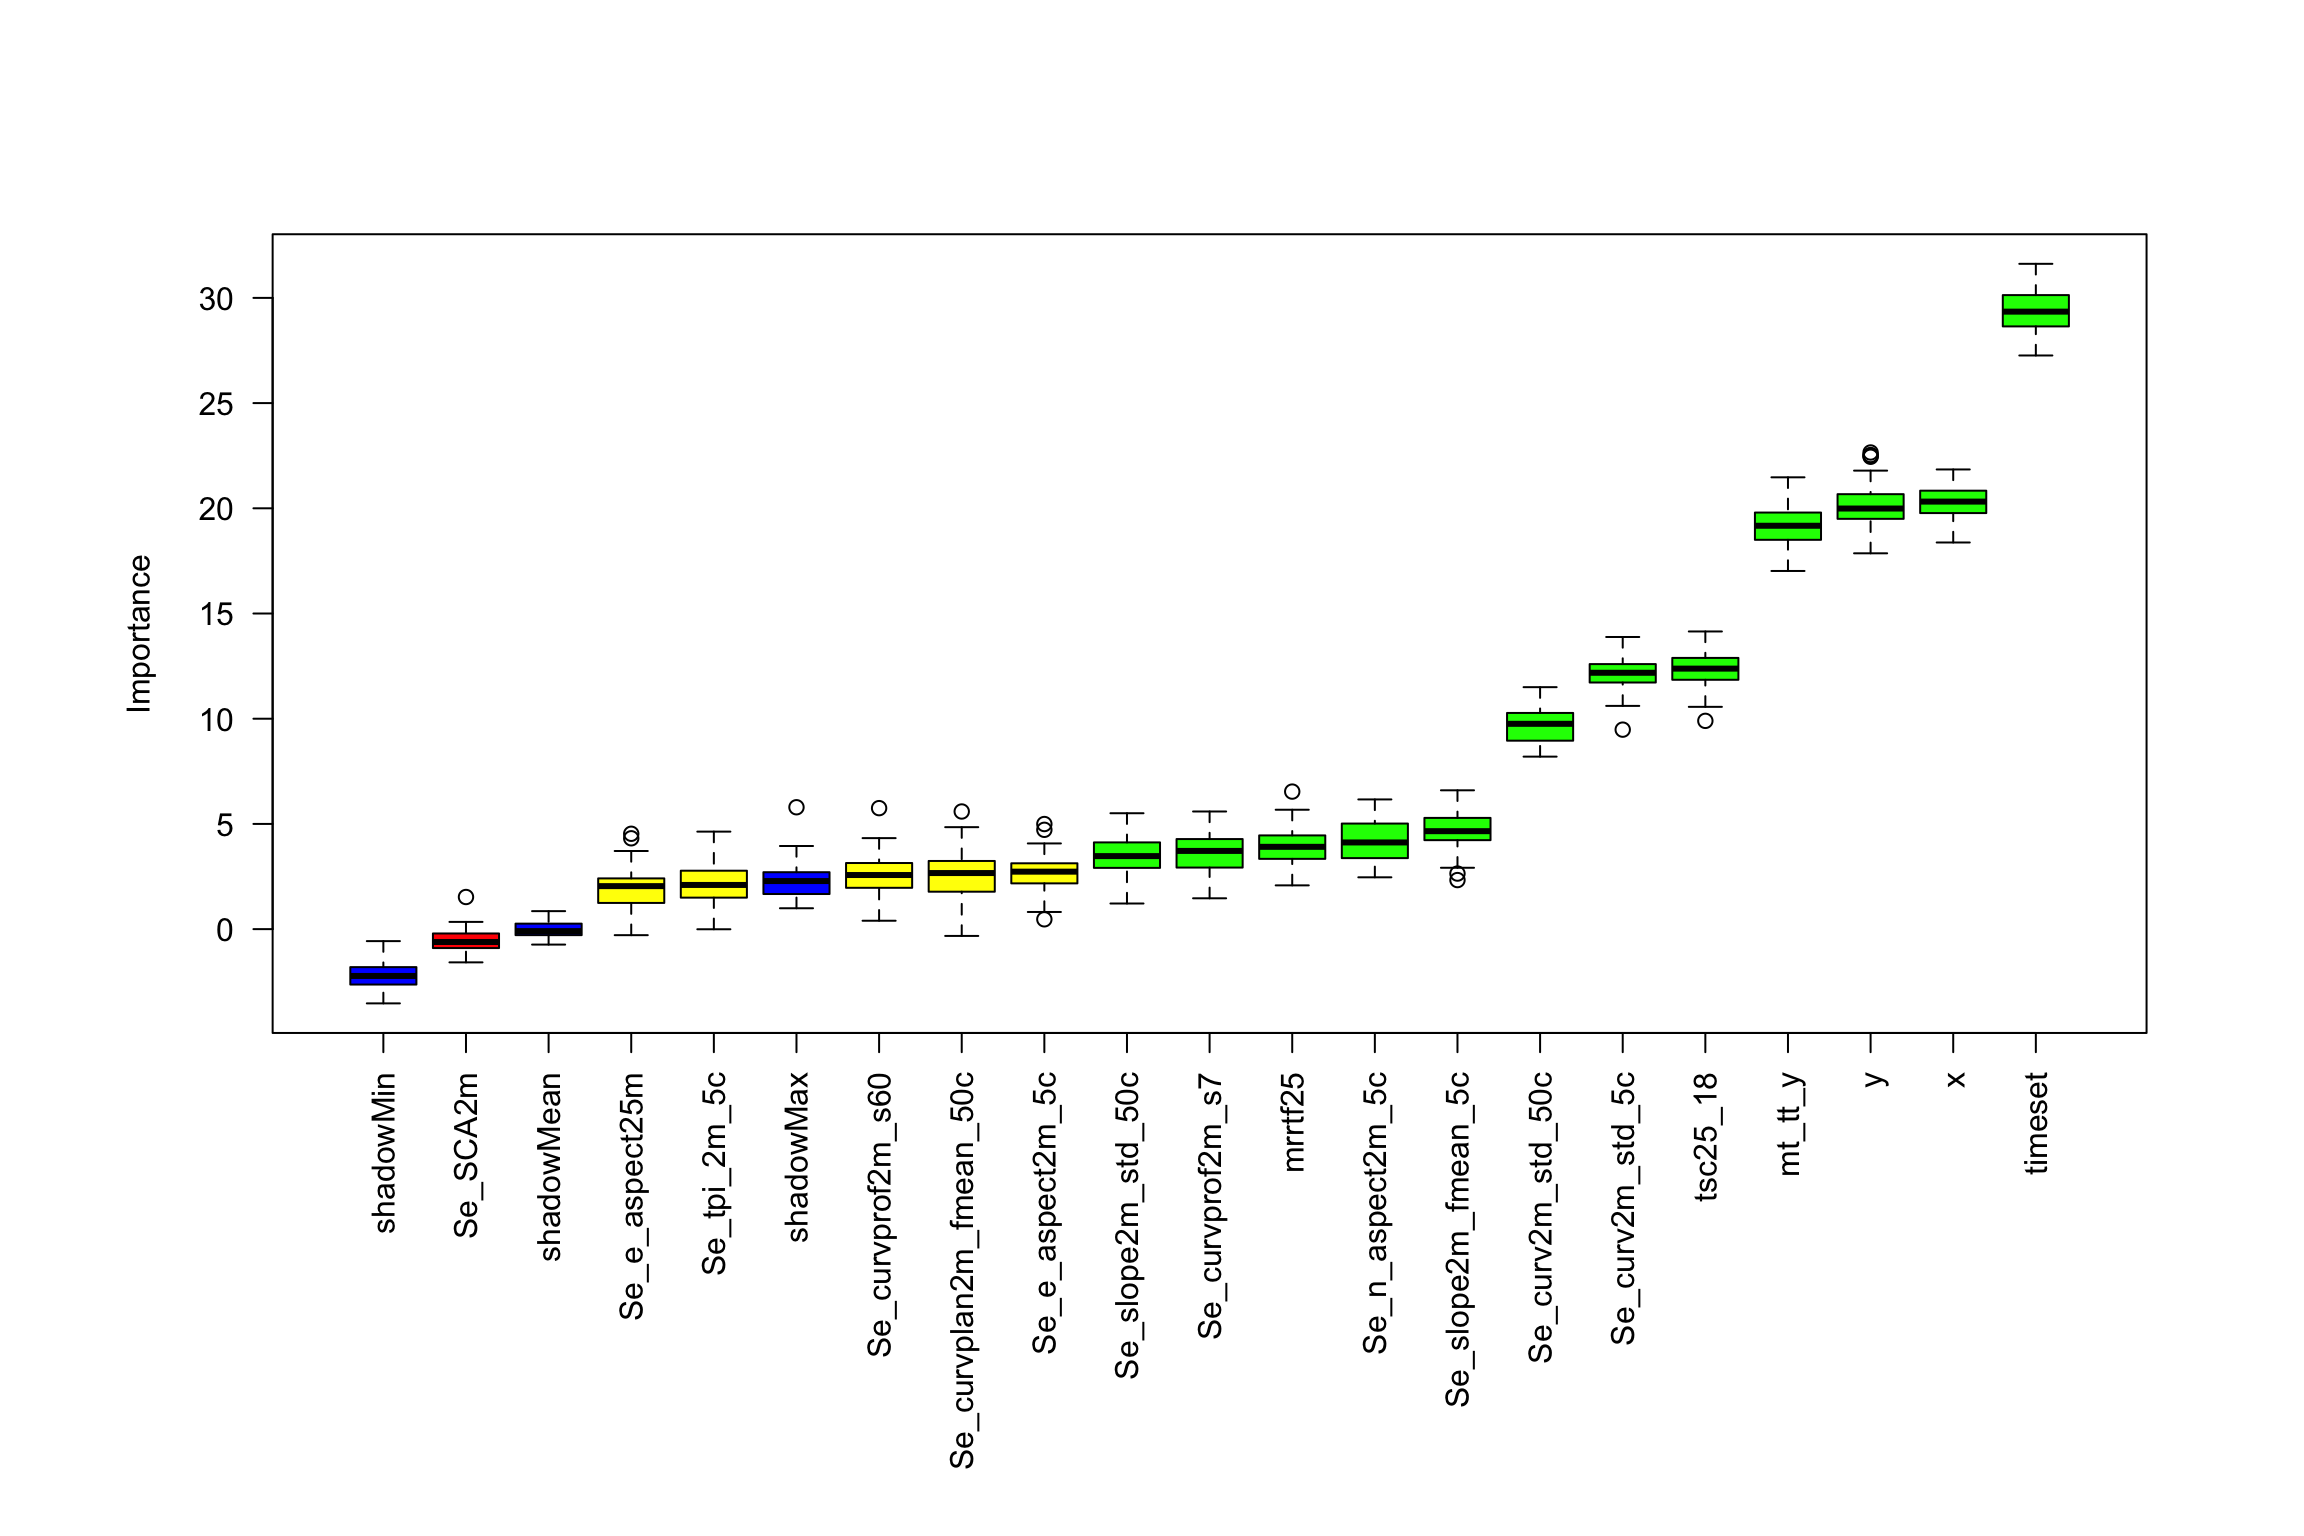 Importance
30
25
20
15
10
5
0
shadowMin
Se_SCA2m
shadowMean
Se_e_aspect25m
Se_tpi_2m_5c
shadowMax
Se_curvprof2m_s60
Se_curvplan2m_fmean_50c
Se_e_aspect2m_5c
Se_slope2m_std_50c
Se_curvprof2m_s7
mrrtf25
Se_n_aspect2m_5c
Se_slope2m_fmean_5c
Se_curv2m_std_50c
Se_curv2m_std_5c
tsc25_18
mt_tt_y
y
x
timeset